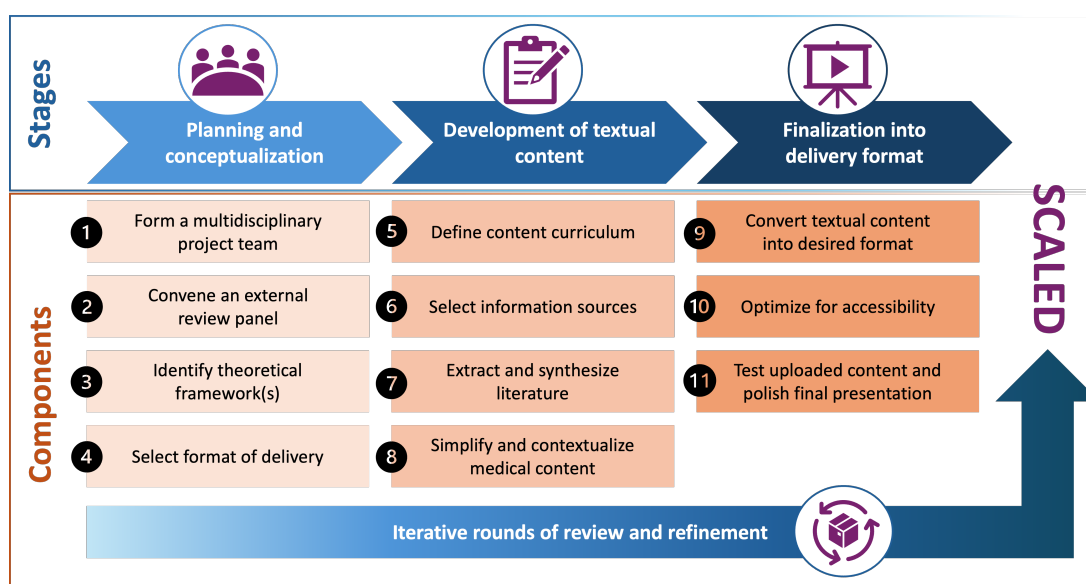 Stages
Planning and
conceptualization
Development of textual
content
Finalization into
delivery format
Components
1
Form a multidisciplinary
project team
2
Convene an external
review panel
3
Identify theoretical
framework(s)
4
Select format of delivery
5
Define content curriculum
6
Select information sources
7
Extract and synthesize
literature
8
Simplify and contextualize
medical content
9
Convert textual content
into desired format
10
Optimize for accessibility
11
Test uploaded content and
polish final presentation
Iterative rounds of review and refinement
SCALED